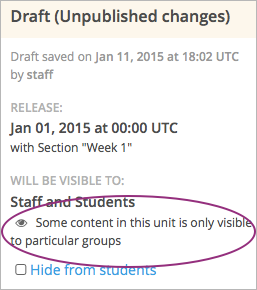 Draft (Unpublished changes)
Draft saved on Jan 11, 2015 at 18:02 UTC
by staff
RELEASE:
Jan 01, 2015 at 00:00 UTC
with Section "Week 1"
WILL BE VISIBLE TO:
Staff and Students
Some content in this unit is only visible
to particular groups
Hide from students